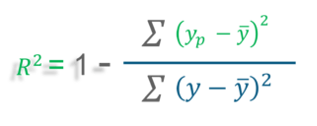 R² = 1 - ∑ (yₚ − ȳ)² / ∑ (y − ȳ)²